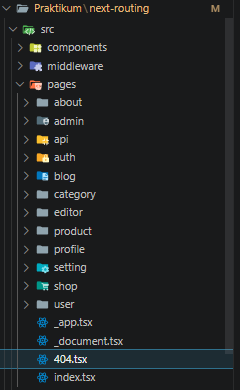 Praktikum\next-routing M
src
components
middleware
pages
about
admin
api
auth
blog
category
editor
product
profile
setting
shop
user
_app.tsx
_document.tsx
404.tsx
index.tsx